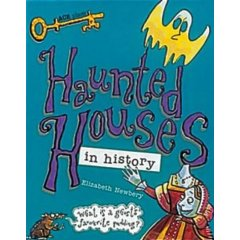 Haunted
Houses
in history
Elizabeth Newbery
What is a ghost's
favourite pudding?